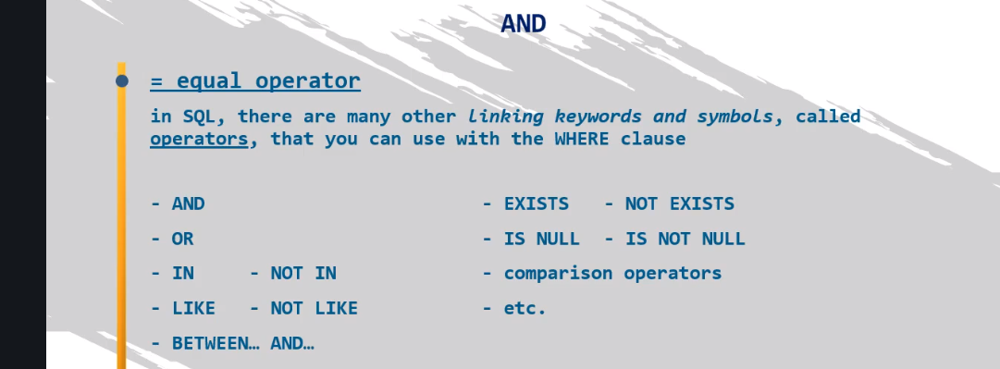 AND
= equal operator
in SQL, there are many other linking keywords and symbols, called
operators, that you can use with the WHERE clause
- AND
- OR
- IN - NOT IN
- LIKE - NOT LIKE
- BETWEEN… AND…
- EXISTS - NOT EXISTS
- IS NULL - IS NOT NULL
- comparison operators
- etc.